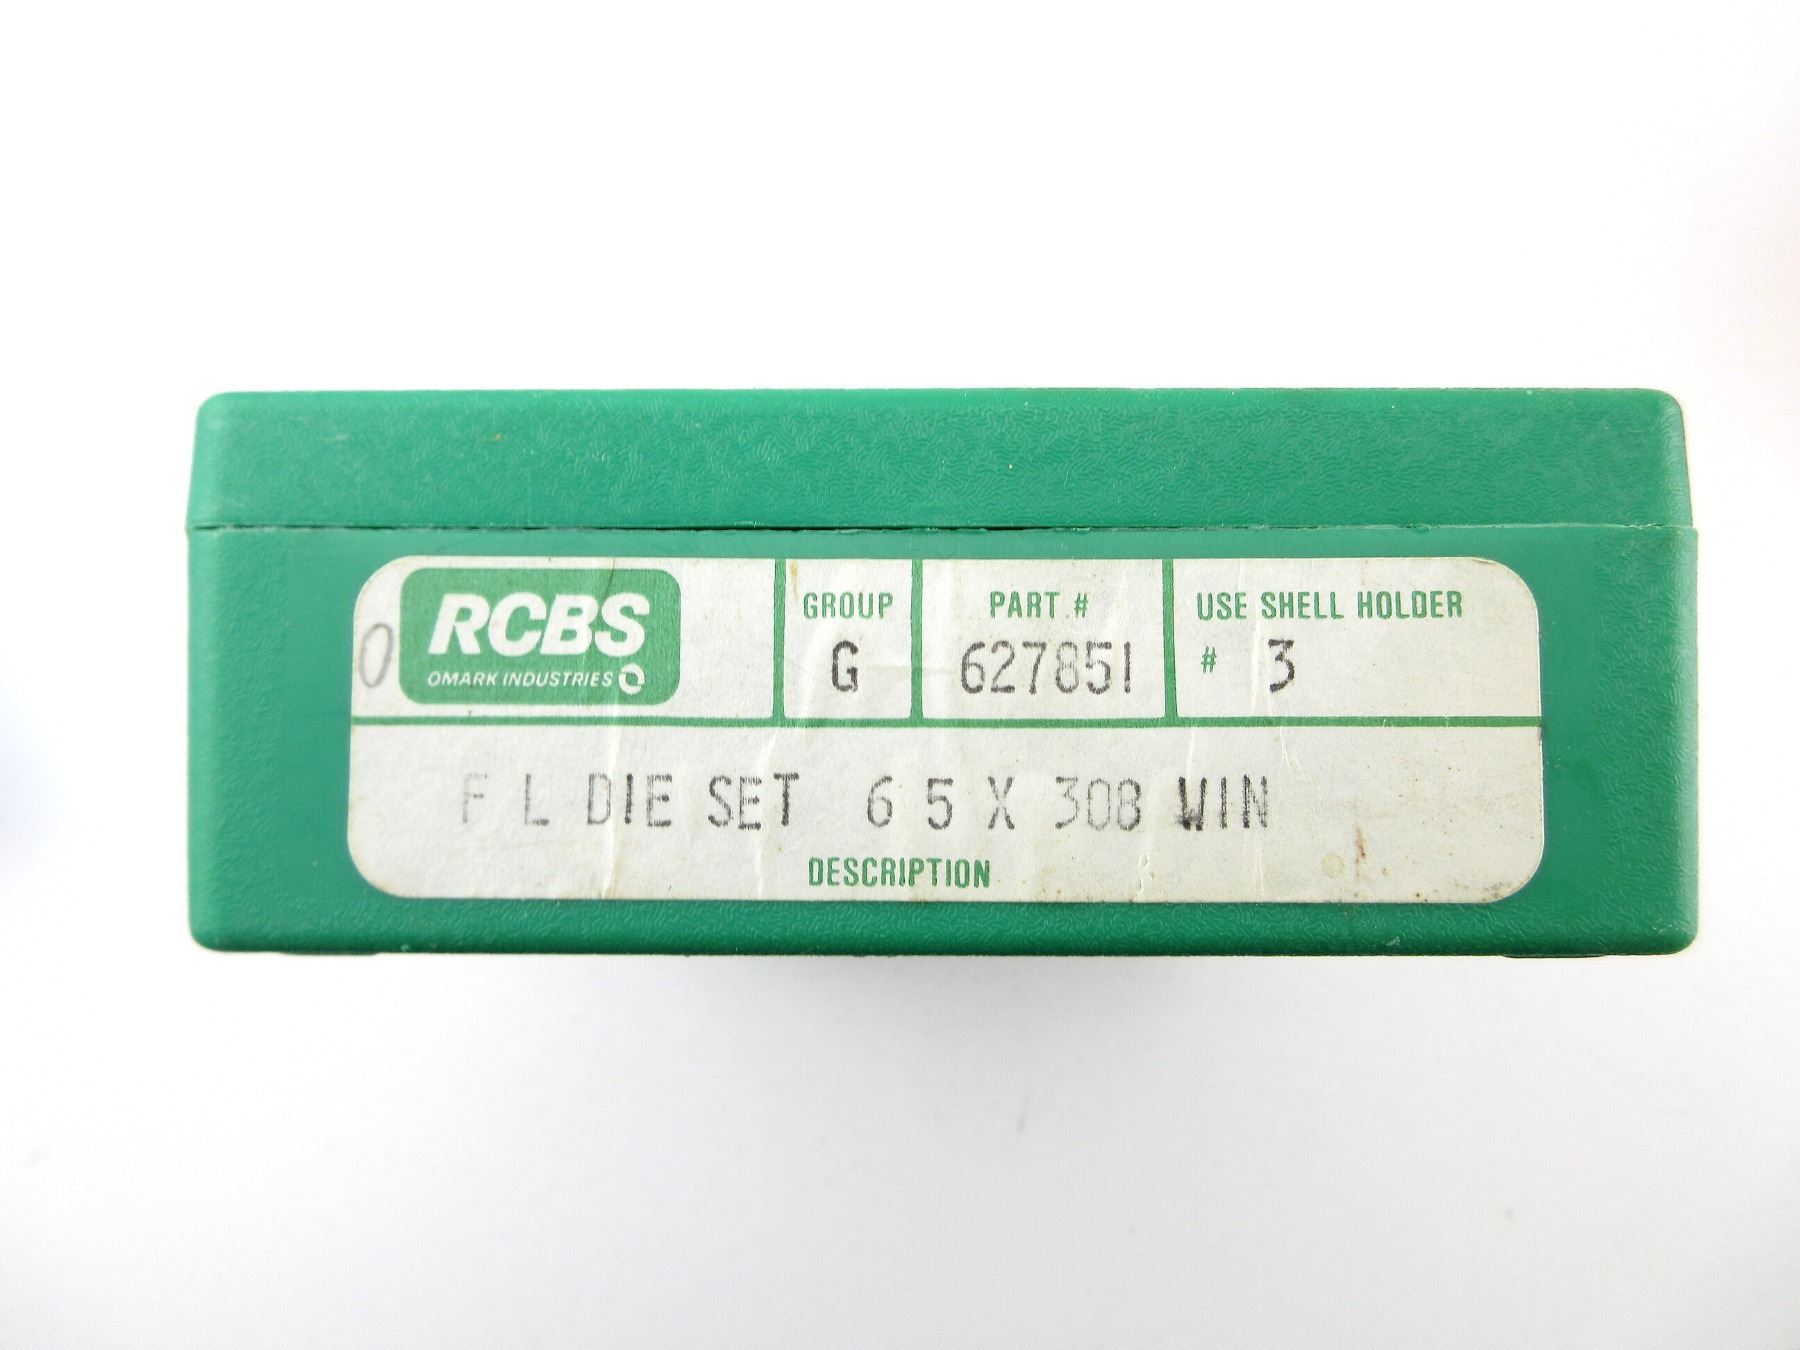 0
RCBS
OMARK INDUSTRIES
GROUP
G
PART #
627851
USE SHELL HOLDER
# 3
F L DIE SET 6 5 X 308 WIN
DESCRIPTION